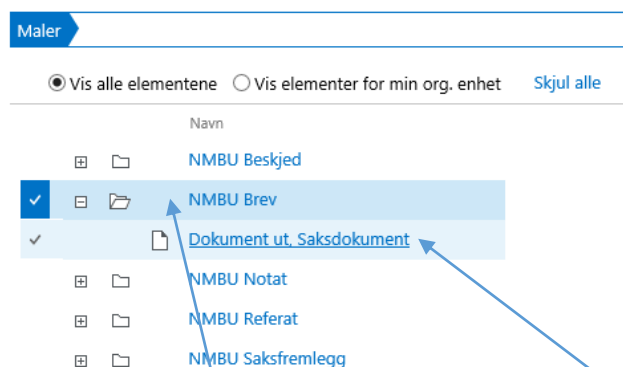 Maler
Vis alle elementene Vis elementer for min org. enhet Skjul alle
Navn
NMBU Beskjed
NMBU Brev
Dokument ut, Saksdokument
NMBU Notat
NMBU Referat
NMBU Saksfremlegg